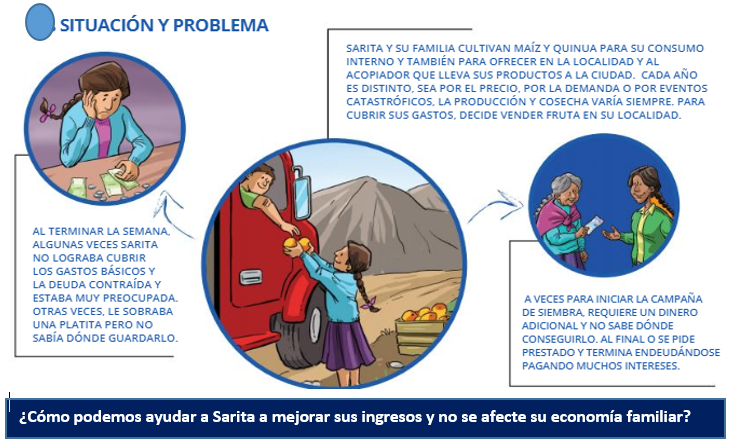 SITUACIÓN Y PROBLEMA
SARITA Y SU FAMILIA CULTIVAN MAÍZ Y QUINUA PARA SU CONSUMO
INTERNO Y TAMBIÉN PARA OFRECER EN LA LOCALIDAD Y AL
ACOPIADOR QUE LLEVA SUS PRODUCTOS A LA CIUDAD. CADA AÑO
ES DISTINTO, SEA POR EL PRECIO, POR LA DEMANDA O POR EVENTOS
CATASTRÓFICOS, LA PRODUCCIÓN Y COSECHA VARÍA SIEMPRE. PARA
CUBRIR SUS GASTOS, DECIDE VENDER FRUTA EN SU LOCALIDAD.
AL TERMINAR LA SEMANA.
ALGUNAS VECES SARITA
NO LOGRABA CUBRIR
LOS GASTOS BÁSICOS Y
LA DEUDA CONTRAÍDA Y
ESTABA MUY PREOCUPADA.
OTRAS VECES, LE SOBRABA
UNA PLATITA PERO NO
SABÍA DÓNDE GUARDARLO.
A VECES PARA INICIAR LA CAMPAÑA
DE SIEMBRA, REQUIERE UN DINERO
ADICIONAL Y NO SABE DÓNDE
CONSEGUIRLO. AL FINAL O SE PIDE
PRESTADO Y TERMINA ENDEUDÁNDOSE
PAGANDO MUCHOS INTERESES.
¿Cómo podemos ayudar a Sarita a mejorar sus ingresos y no se afecte su economía familiar?